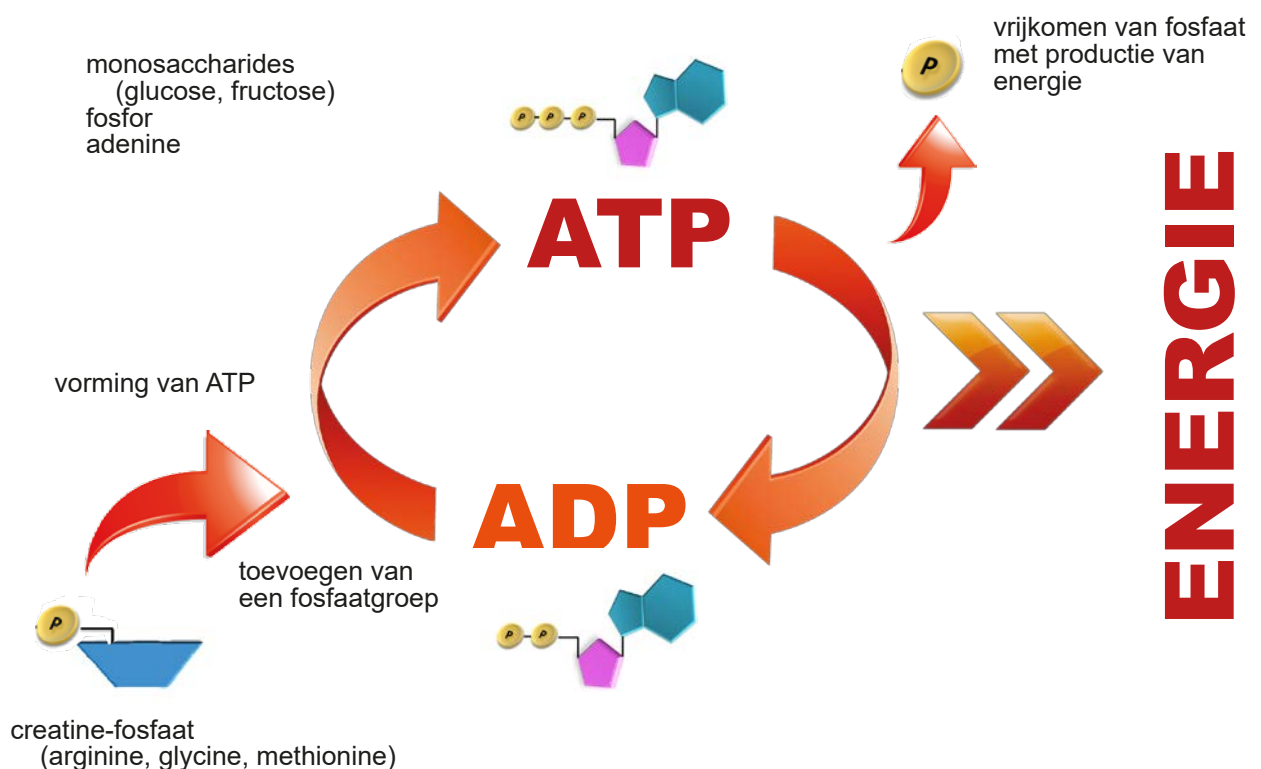 monosaccharides
(glucose, fructose)
fosfor
adenine
P-P-P
P
vrijkomen van fosfaat
met productie van
energie
ATP
ENERGIE
vorming van ATP
ADP
toevoegen van
een fosfaatgroep
P
P-P
creatine-fosfaat
(arginine, glycine, methionine)